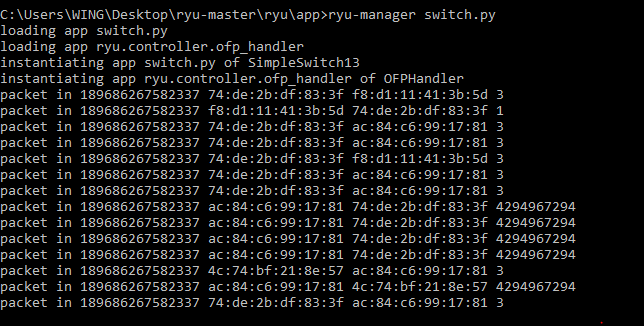 C:\Users\WING\Desktop\ryu-master\ryu\app>ryu-manager switch.py
loading app switch.py
loading app ryu.controller.ofp_handler
instantiating app switch.py of SimpleSwitch13
instantiating app ryu.controller.ofp_handler of OFPHandler
packet in 189686267582337 74:de:2b:df:83:3f f8:d1:11:41:3b:5d 3
packet in 189686267582337 f8:d1:11:41:3b:5d 74:de:2b:df:83:3f 1
packet in 189686267582337 74:de:2b:df:83:3f ac:84:c6:99:17:81 3
packet in 189686267582337 74:de:2b:df:83:3f ac:84:c6:99:17:81 3
packet in 189686267582337 74:de:2b:df:83:3f f8:d1:11:41:3b:5d 3
packet in 189686267582337 74:de:2b:df:83:3f ac:84:c6:99:17:81 3
packet in 189686267582337 74:de:2b:df:83:3f ac:84:c6:99:17:81 3
packet in 189686267582337 ac:84:c6:99:17:81 74:de:2b:df:83:3f 4294967294
packet in 189686267582337 ac:84:c6:99:17:81 74:de:2b:df:83:3f 4294967294
packet in 189686267582337 ac:84:c6:99:17:81 74:de:2b:df:83:3f 4294967294
packet in 189686267582337 ac:84:c6:99:17:81 74:de:2b:df:83:3f 4294967294
packet in 189686267582337 4c:74:bf:21:8e:57 ac:84:c6:99:17:81 3
packet in 189686267582337 ac:84:c6:99:17:81 4c:74:bf:21:8e:57 4294967294
packet in 189686267582337 74:de:2b:df:83:3f ac:84:c6:99:17:81 3